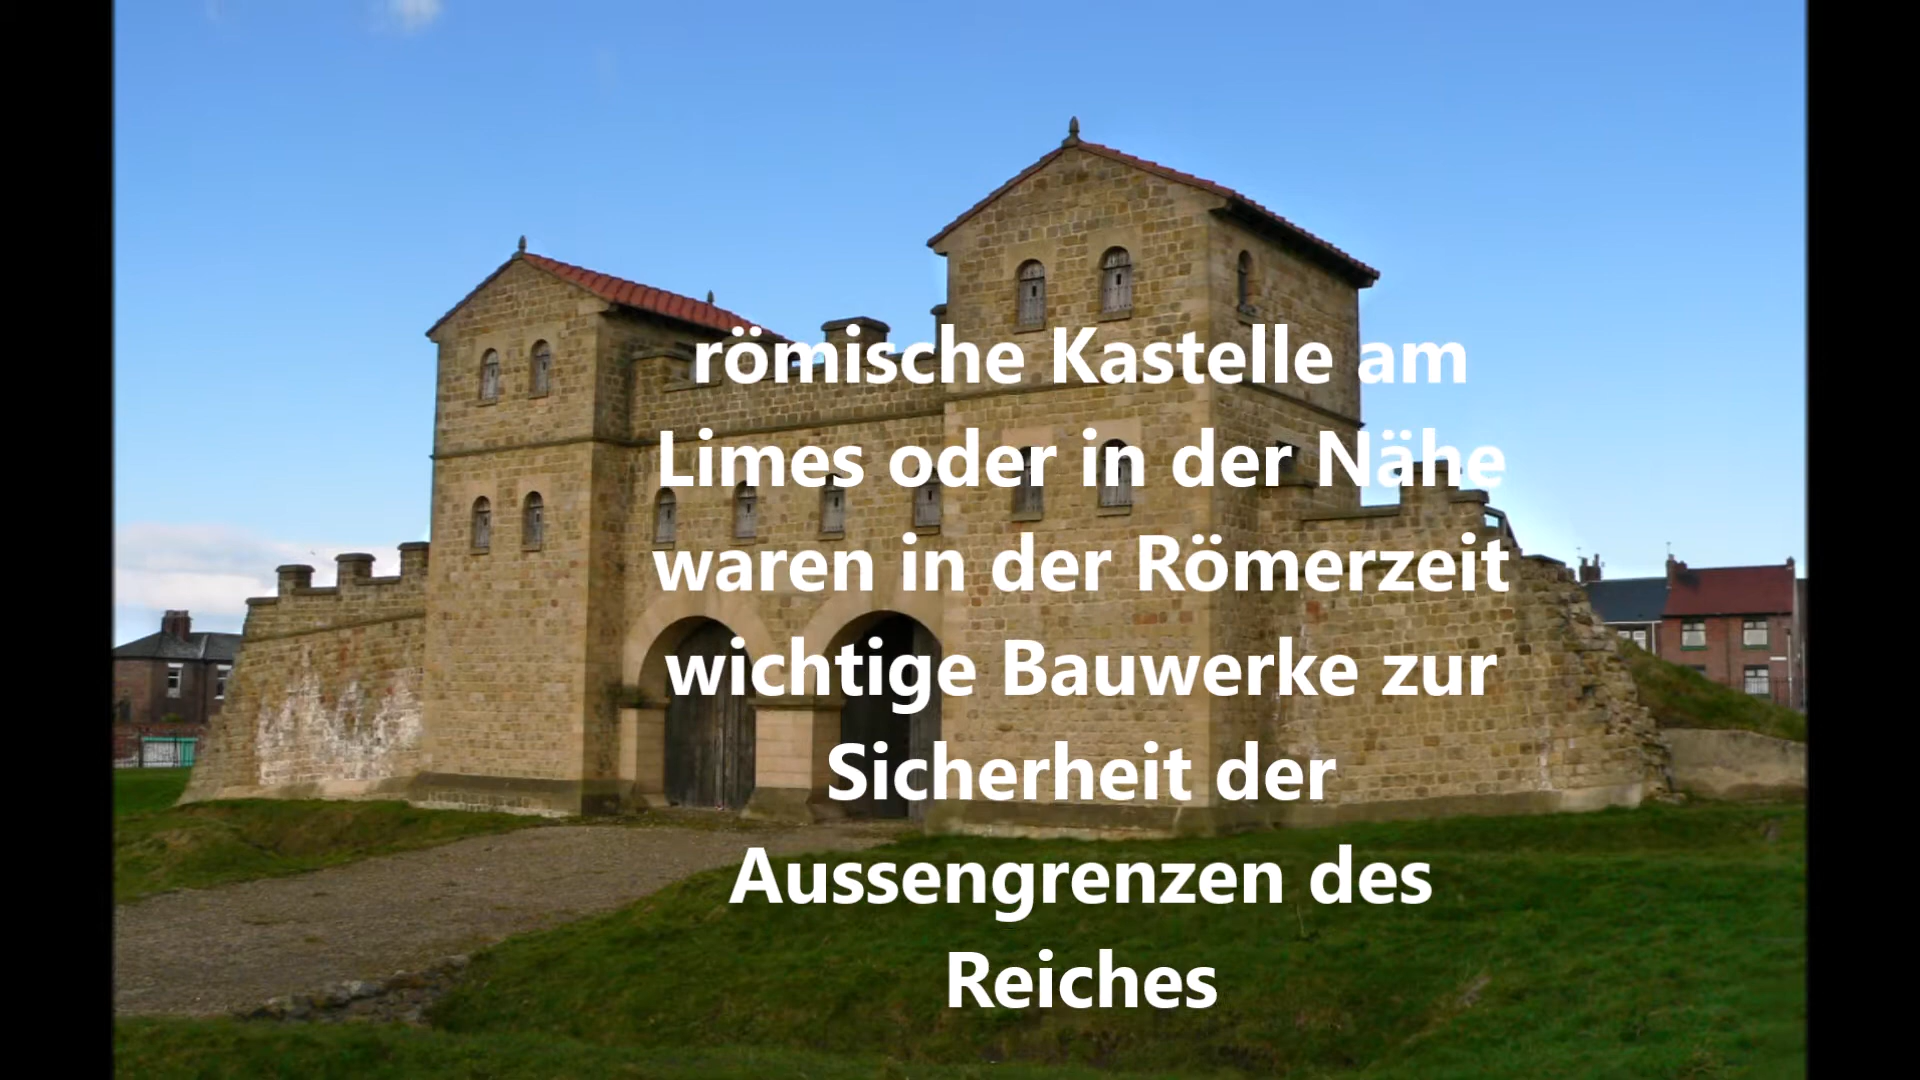 römische Kastelle am
Limes oder in der Nähe
waren in der Römerzeit
wichtige Bauwerke zur
Sicherheit der
Aussengrenzen des
Reiches